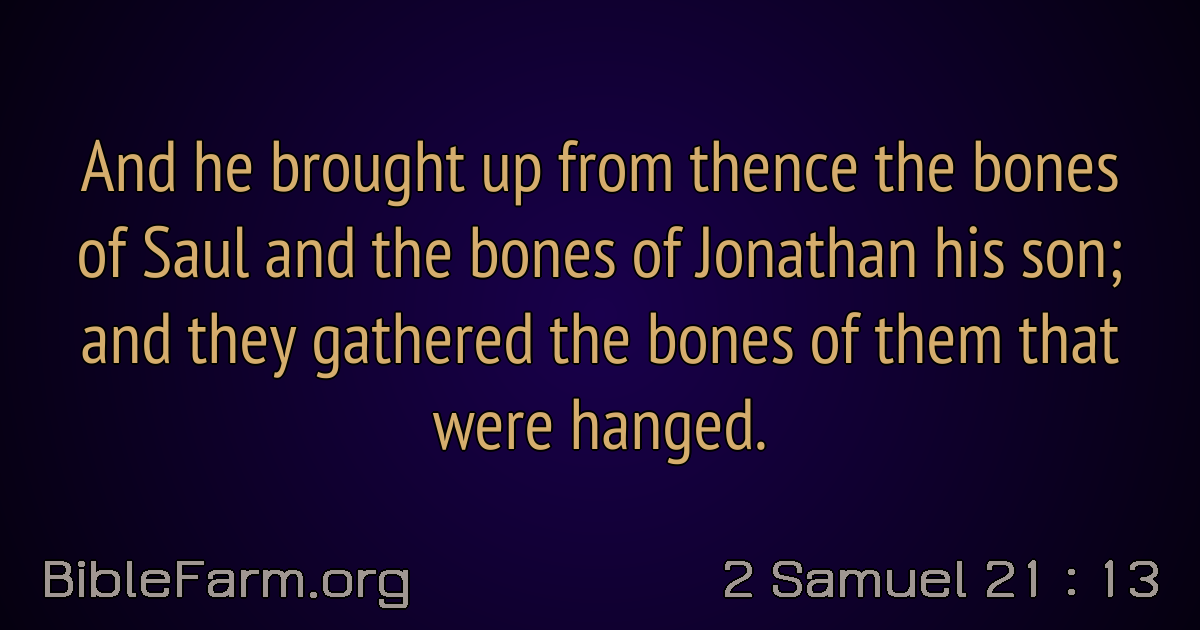 And he brought up from thence the bones
of Saul and the bones of Jonathan his son;
and they gathered the bones of them that
were hanged.
BibleFarm.org
2 Samuel 21 : 13